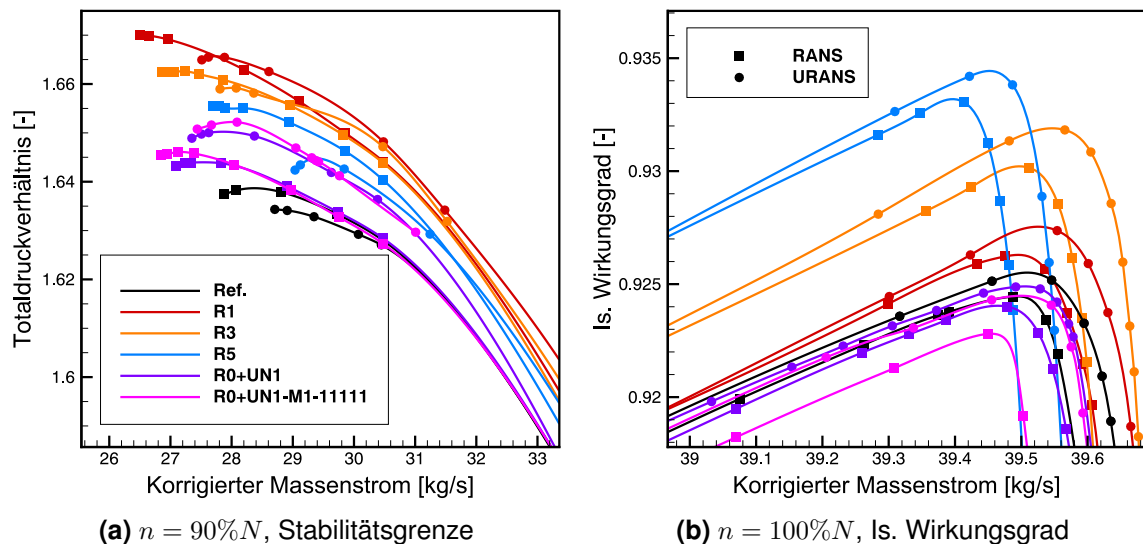 1.66
1.64
1.62
1.6
Totaldruckverhältnis [-]
Ref.
R1
R3
R5
R0+UN1
R0+UN1-M1-11111
26 27 28 29 30 31 32 33
Korrigierter Massenstrom [kg/s]
(a) n = 90%N, Stabilitätsgrenze
0.935
0.93
0.925
0.92
Is. Wirkungsgrad [-]
RANS
URANS
39 39.1 39.2 39.3 39.4 39.5 39.6
Korrigierter Massenstrom [kg/s]
(b) n = 100%N, Is. Wirkungsgrad